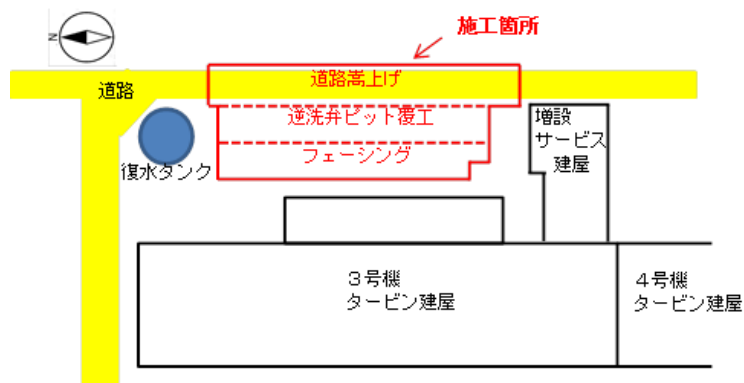 N
施工箇所
道路嵩上げ
道路
逆洗弁ピット覆工
増設
サービス
建屋
フェーシング
復水タンク
３号機
タービン建屋
４号機
タービン建屋